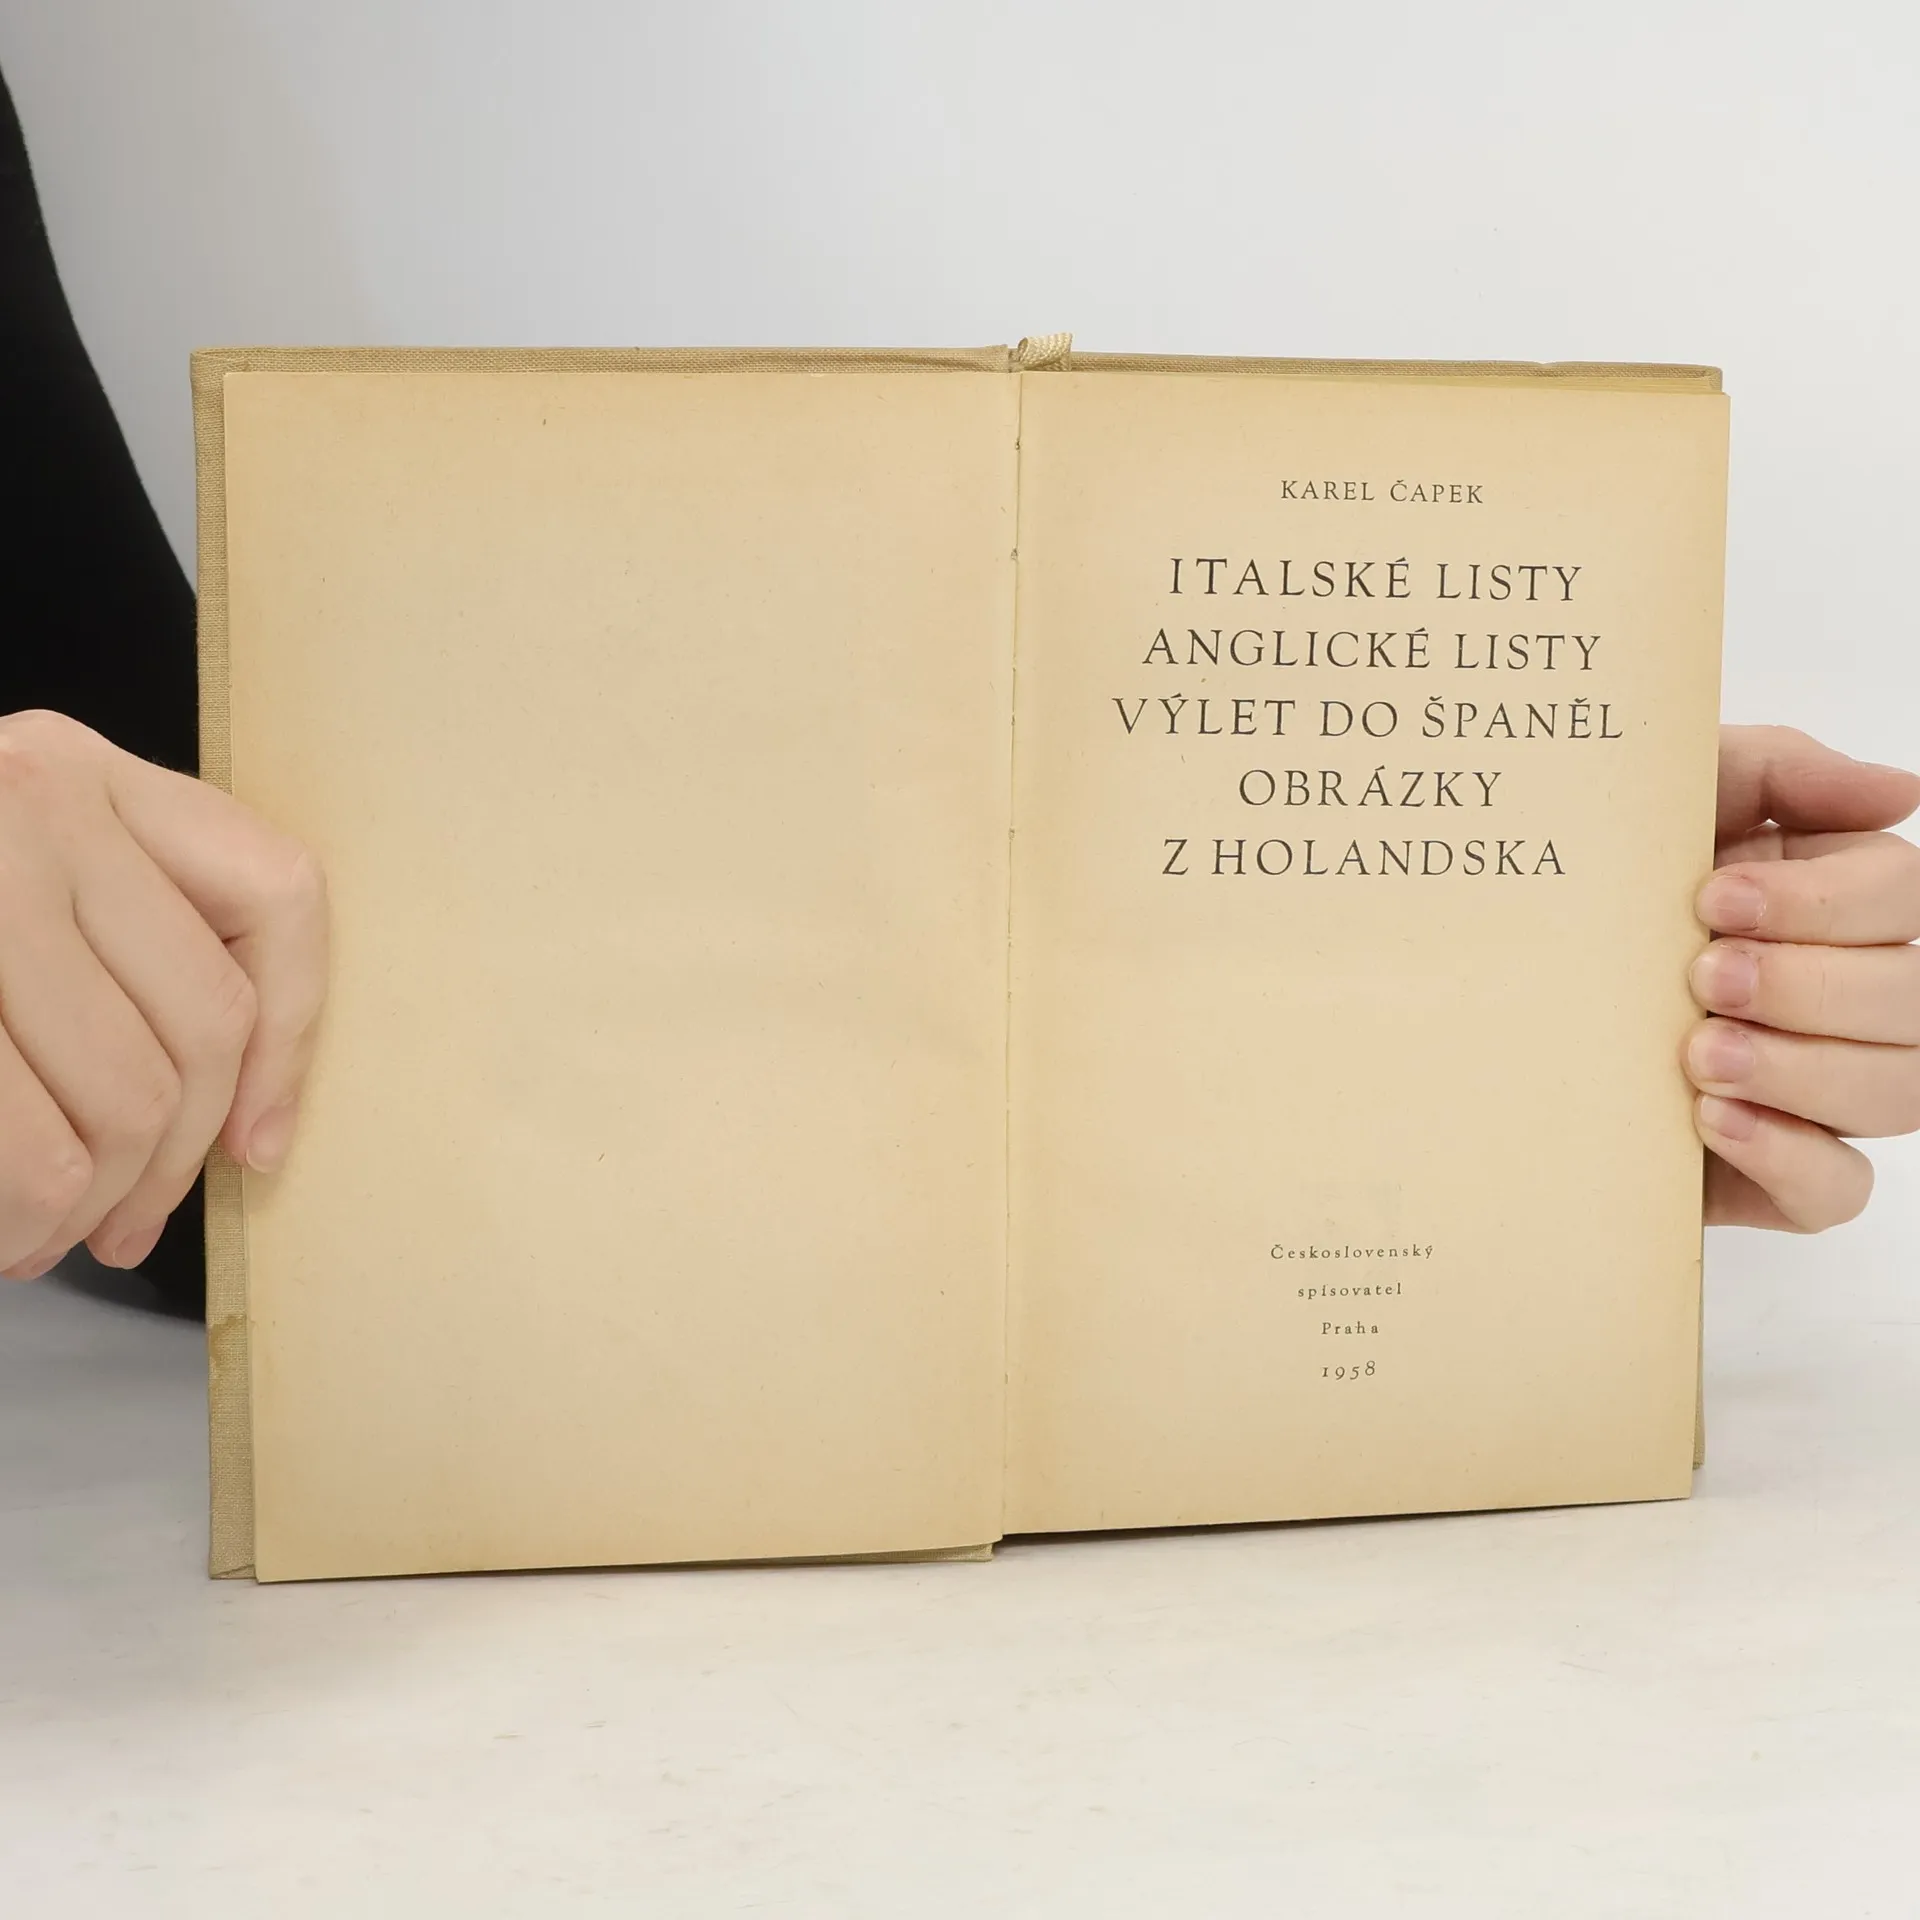 KAREL ČAPEK
ITALSKÉ LISTY
ANGLICKÉ LISTY
VÝLET DO ŠPANĚL
OBRÁZKY
Z HOLANDSKA
Československý
spisovatel
Praha
1958